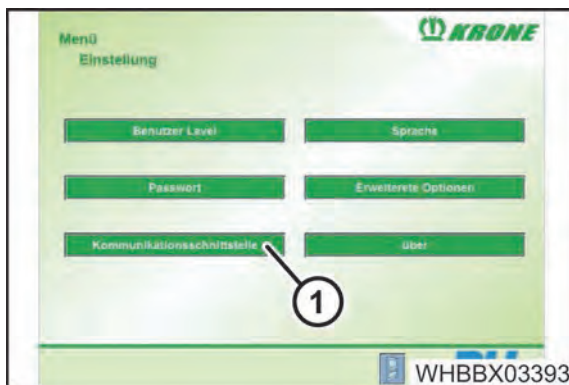 Menü
KRONE
Einstellung
Benutzer Level
Sprache
Passwort
Erweiterete Optionen
Kommunikationsschnittstelle
über
1
WHBBX03393